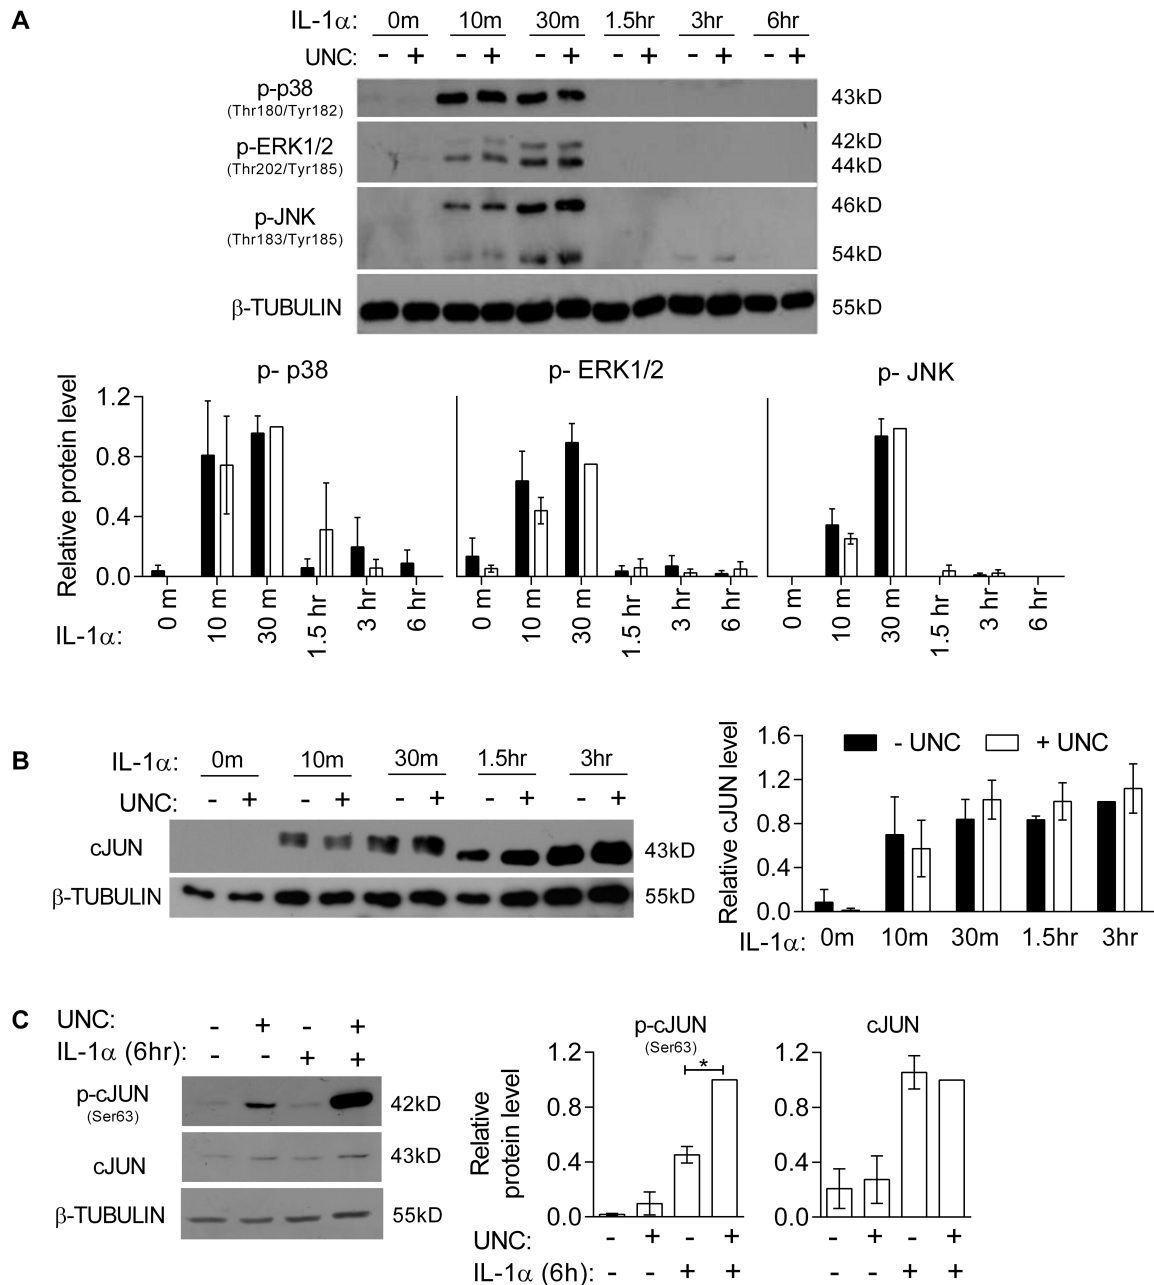 A
IL-1α: 0m 10m 30m 1.5hr 3hr 6hr
UNC: - + - + - + - + - + - +
p-p38
(Thr180/Tyr182)
43kD
p-ERK1/2
(Thr202/Tyr185)
42kD
44kD
p-JNK
(Thr183/Tyr185)
46kD
54kD
β-TUBULIN 55kD
p- p38 p- ERK1/2 p- JNK
Relative protein level
1.2
0.8
0.4
0.0
IL-1α: 0 m 10 m 30 m 1.5 hr 3 hr 6 hr 0 m 10 m 30 m 1.5 hr 3 hr 6 hr 0 m 10 m 30 m 1.5 hr 3 hr 6 hr
B
IL-1α: 0m 10m 30m 1.5hr 3hr
UNC: - + - + - + - + - +
cJUN 43kD
β-TUBULIN 55kD
Relative cJUN level
1.6
1.2
0.8
0.4
0.0
- UNC + UNC
IL-1α: 0m 10m 30m 1.5hr 3hr
C
UNC: - + - +
IL-1α (6hr): - - + +
p-cJUN
(Ser63)
42kD
cJUN 43kD
β-TUBULIN 55kD
Relative
protein level
p-cJUN
(Ser63)
*
1.2
0.8
0.4
0.0
cJUN
1.2
0.8
0.4
0.0
UNC: - + - + - + - +
IL-1α (6h): - - + + - - + +